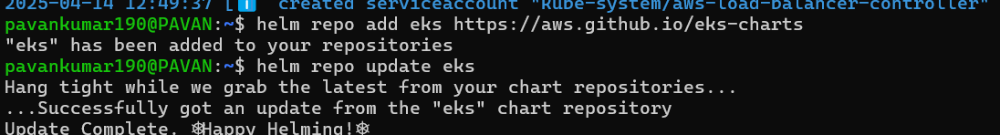 2025-04-14 12:49:37 [ℹ]  created serviceaccount "kube-system/aws-load-balancer-controller"
pavankumar190@PAVAN:~$ helm repo add eks https://aws.github.io/eks-charts
"eks" has been added to your repositories
pavankumar190@PAVAN:~$ helm repo update eks
Hang tight while we grab the latest from your chart repositories...
...Successfully got an update from the "eks" chart repository
Update Complete. ⎈Happy Helming!⎈